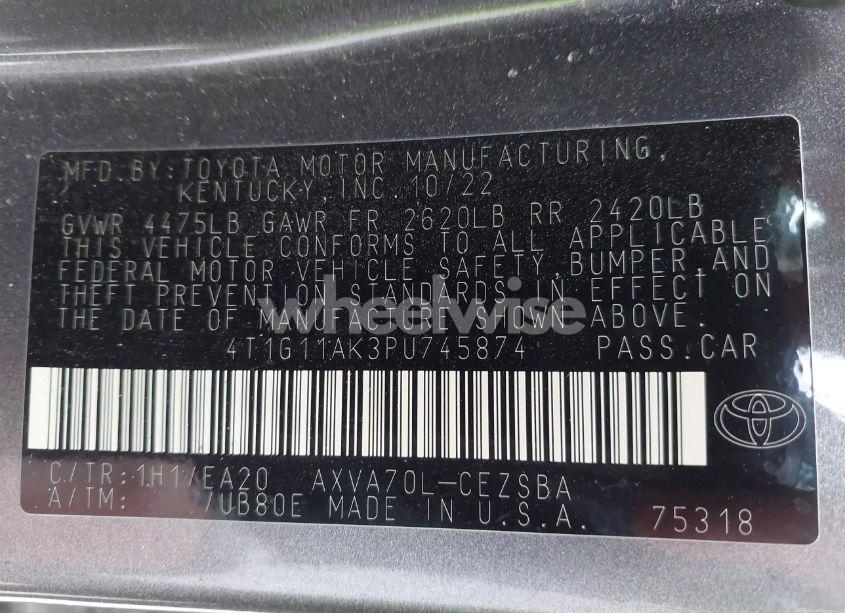 MFD. BY: TOYOTA MOTOR MANUFACTURING,
KENTUCKY, INC. 10/22
GVWR 4475LB GAWR FR 2620LB RR 2420LB
THIS VEHICLE CONFORMS TO ALL APPLICABLE
FEDERAL MOTOR VEHICLE SAFETY, BUMPER, AND
THEFT PREVENTION STANDARDS IN EFFECT ON
wheelwise
THE DATE OF MANUFACTURE SHOWN ABOVE.
4T1G11AK3PU745874 PASS.CAR
C/TR: 1H1/EA20 AXVA70L-CEZSBA
A/TM: /UB80E MADE IN U.S.A. 75318